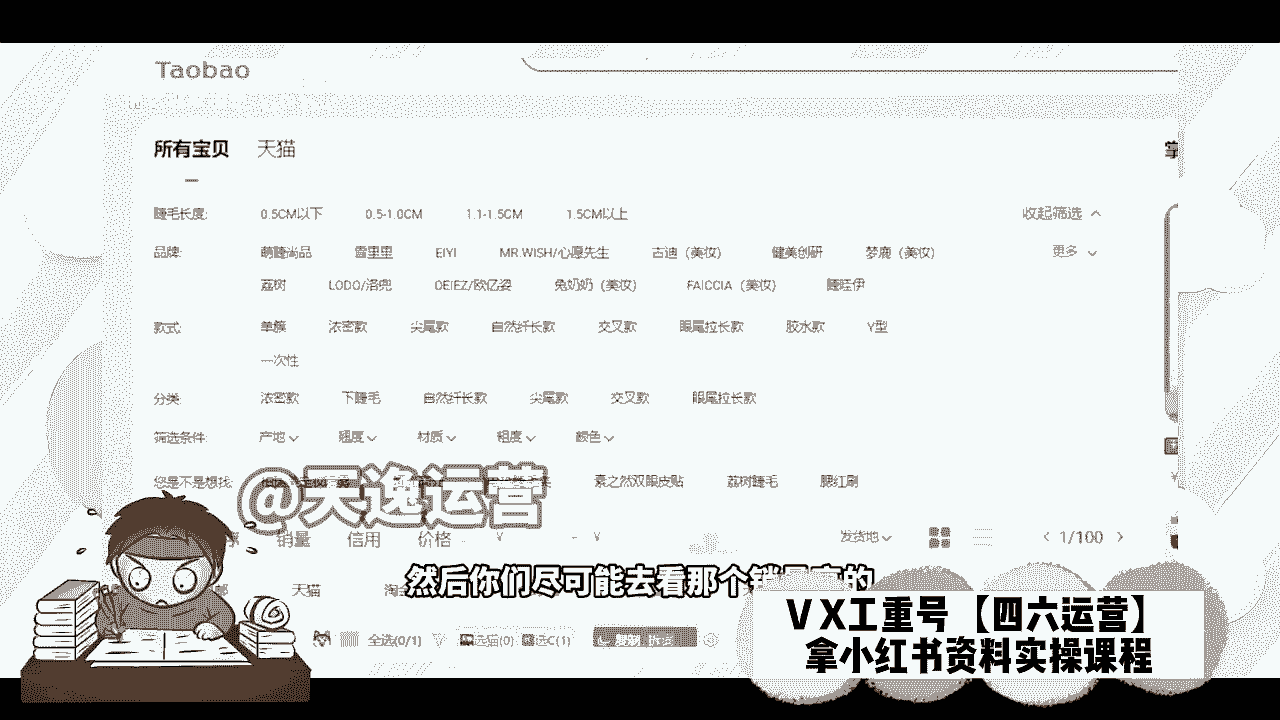 Taobao
所有宝贝 天猫
睫毛长度: 0.5CM以下 0.5-1.0CM 1.1-1.5CM 1.5CM以上 收起筛选
品牌: 萌睫尚品 雪里里 EIYI MR.WISH/心愿先生 古迪（美妆） 健美创研 梦鹿（美妆） 更多
荔树 LODO/洛兜 OEIEZ/欧亿姿 兔奶奶（美妆） FAICCIA（美妆） 睫旺伊
款式: 单簇 浓密款 尖尾款 自然纤长款 交叉款 眼尾拉长款 胶水款 Y型
一次性
分类: 浓密款 下睫毛 自然纤长款 尖尾款 交叉款 眼尾拉长款
筛选条件: 产地 翘度 材质 粗度 颜色
您是不是想找: 素之然双眼皮贴 荔树睫毛 腮红刷
@天逸运营
销量 信用 价格 ¥ - ¥ 发货地 1/100
天猫
然后你们尽可能去看那个销量高的
全选(0/1) 选猫(0) 选C(1)
VX工重号【四六运营】
拿小红书资料实操课程